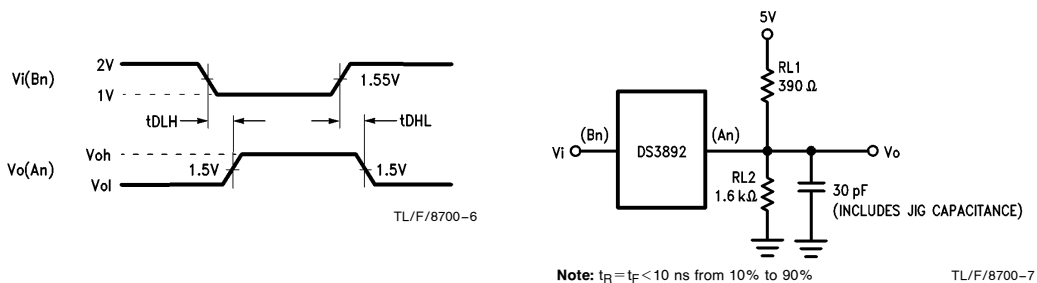 Vi(Bn)
2V
1V
1.55V
tDLH
tDHL
Vo(An)
Voh
Vol
1.5V
1.5V
TL/F/8700–6
5V
RL1
390 Ω
Vi
(Bn)
DS3892
(An)
Vo
RL2
1.6 kΩ
30 pF
(INCLUDES JIG CAPACITANCE)
Note: tR=tF<10 ns from 10% to 90%
TL/F/8700–7